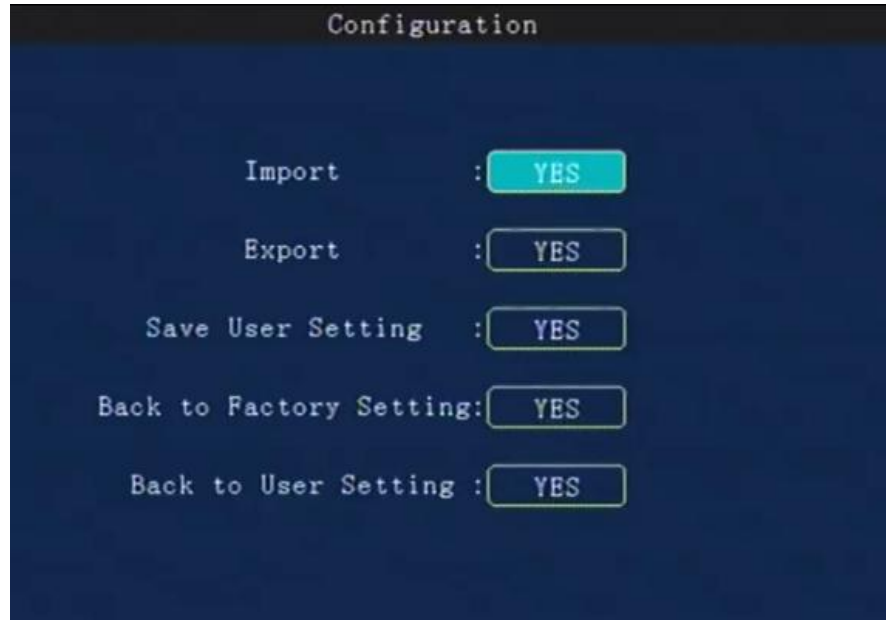 Configuration
Import : YES
Export : YES
Save User Setting : YES
Back to Factory Setting: YES
Back to User Setting : YES